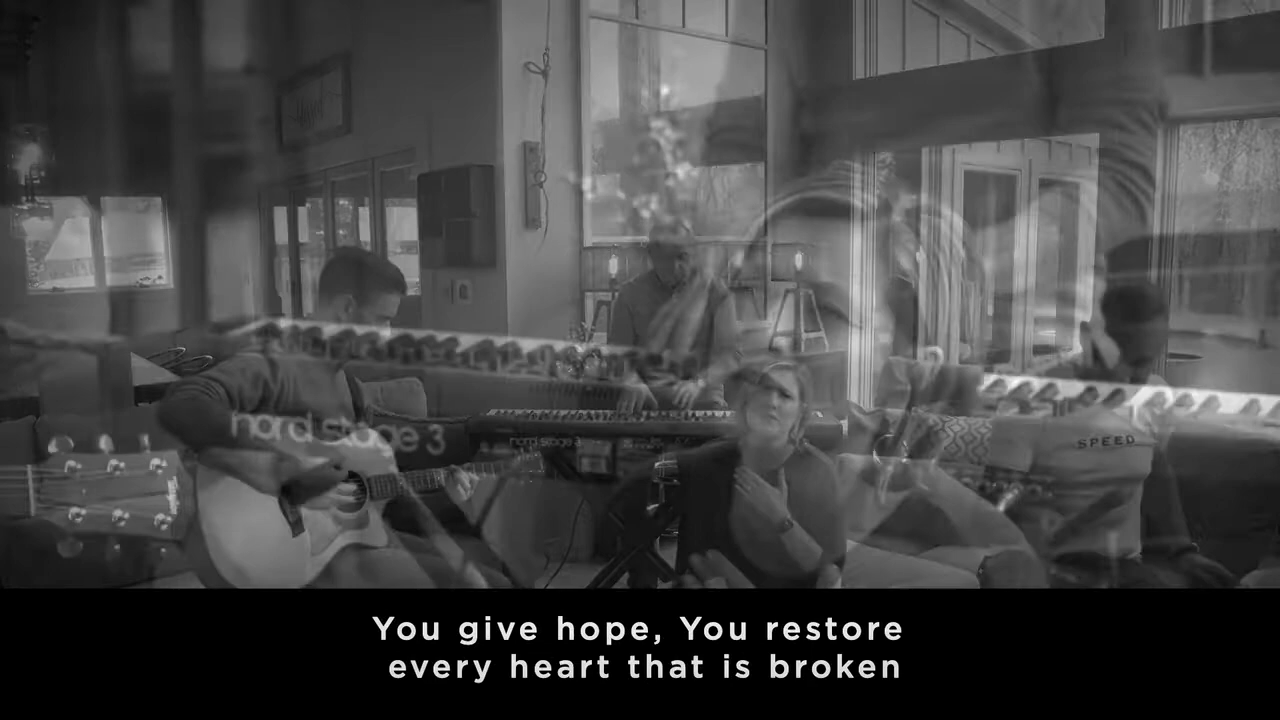 nord stage 3
nord stage 3
SPEED
You give hope, You restore
every heart that is broken